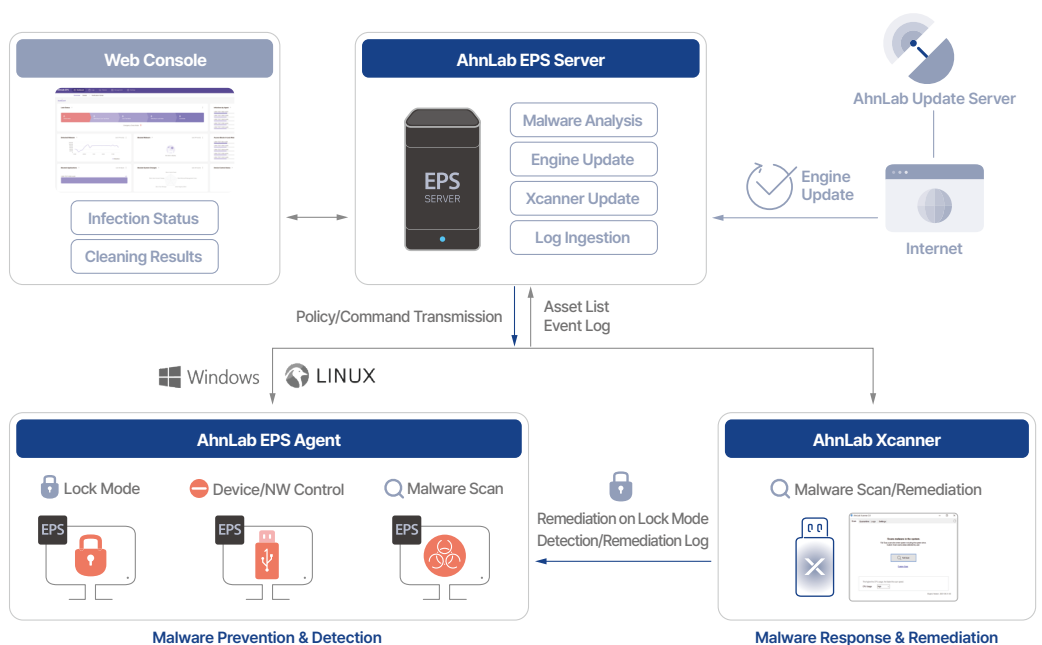 Web Console
Infection Status
Cleaning Results
AhnLab EPS Server
EPS
SERVER
Malware Analysis
Engine Update
Xcanner Update
Log Ingestion
AhnLab Update Server
Engine
Update
Internet
Policy/Command Transmission
Asset List
Event Log
Windows
LINUX
AhnLab EPS Agent
Lock Mode
Device/NW Control
Malware Scan
EPS
EPS
EPS
Malware Prevention & Detection
Remediation on Lock Mode
Detection/Remediation Log
AhnLab Xcanner
Malware Scan/Remediation
X
Malware Response & Remediation